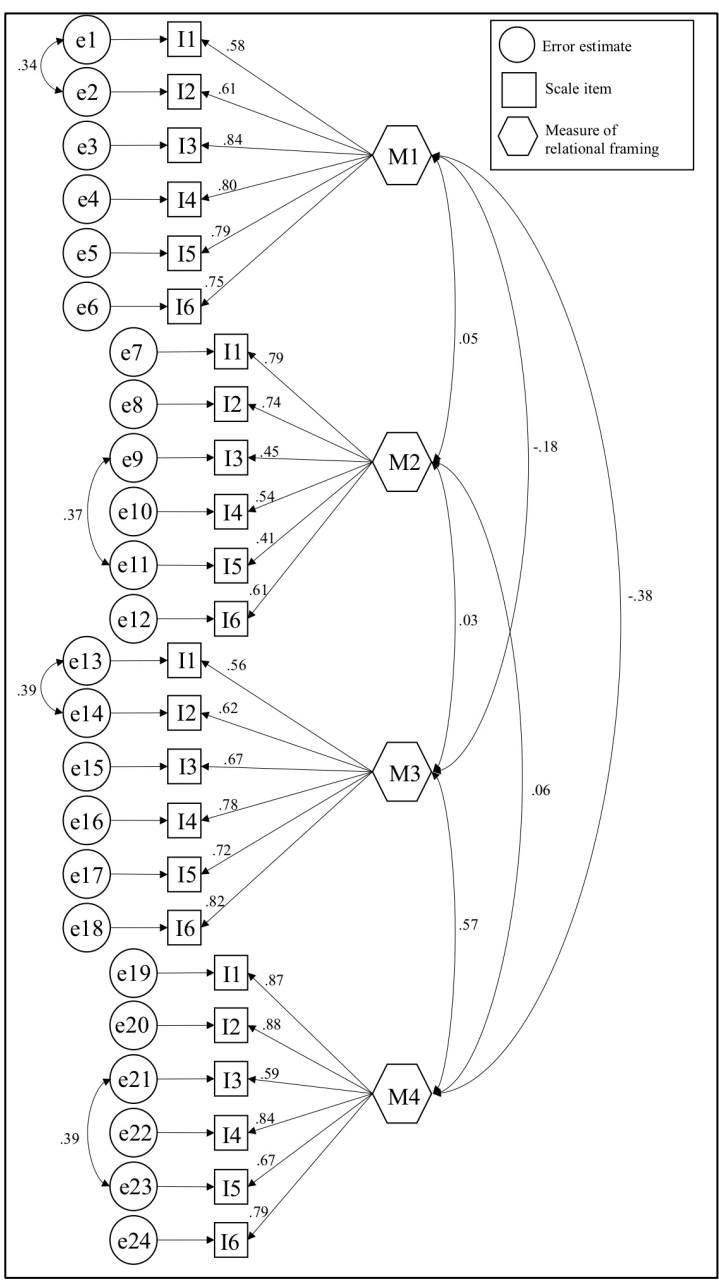 e1 I1 .58
.34
e2 I2 .61
e3 I3 .84
M1
e4 I4 .80
e5 I5 .79
e6 I6 .75
Error estimate
Scale item
Measure of
relational framing
e7 I1 .79
.05
e8 I2 .74
e9 I3 .45
M2
-.18
.37
e10 I4 .54
e11 I5 .41
e12 I6 .61
-.38
.03
e13 I1 .56
.39
e14 I2 .62
e15 I3 .67
M3
.06
e16 I4 .78
e17 I5 .72
e18 I6 .82
.57
e19 I1 .87
e20 I2 .88
e21 I3 .59
M4
e22 I4 .84
.39
e23 I5 .67
e24 I6 .79